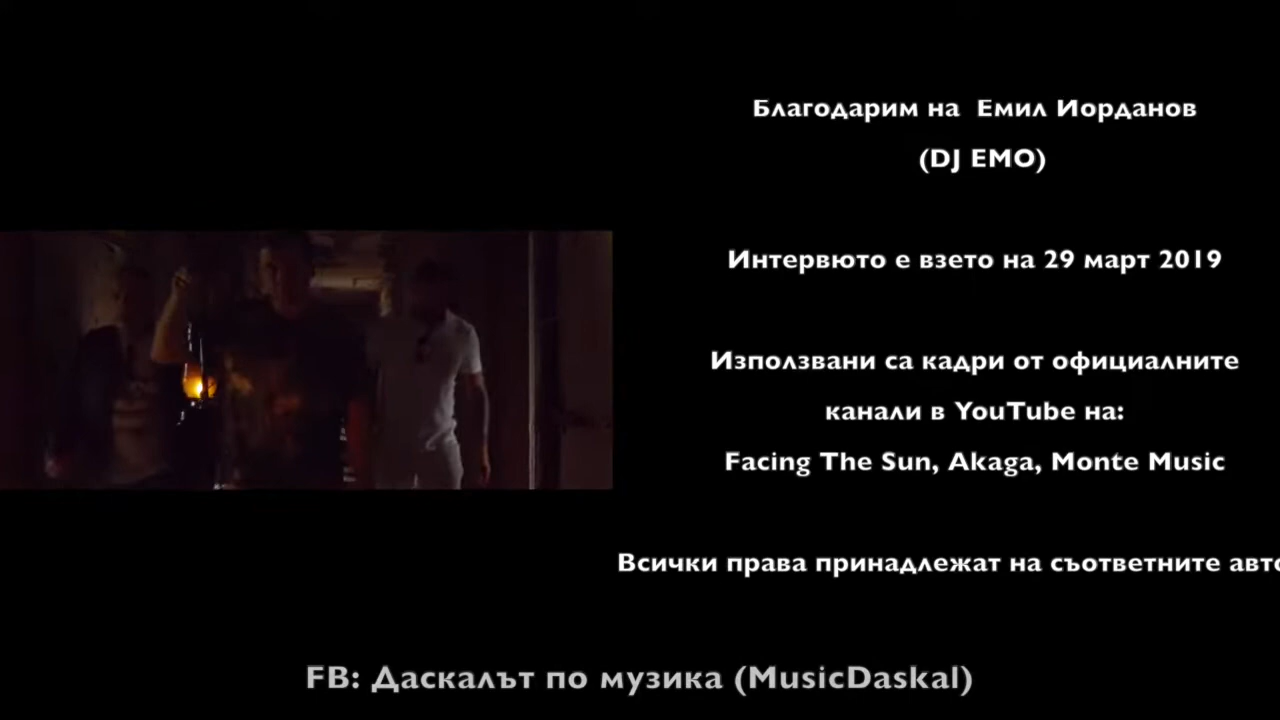 Благодарим на Емил Йорданов
(DJ EMO)
Интервюто е взето на 29 март 2019
Използвани са кадри от официалните
канали в YouTube на:
Facing The Sun, Akaga, Monte Music
Всички права принадлежат на съответните
FB: Даскалът по музика (MusicDaskal)